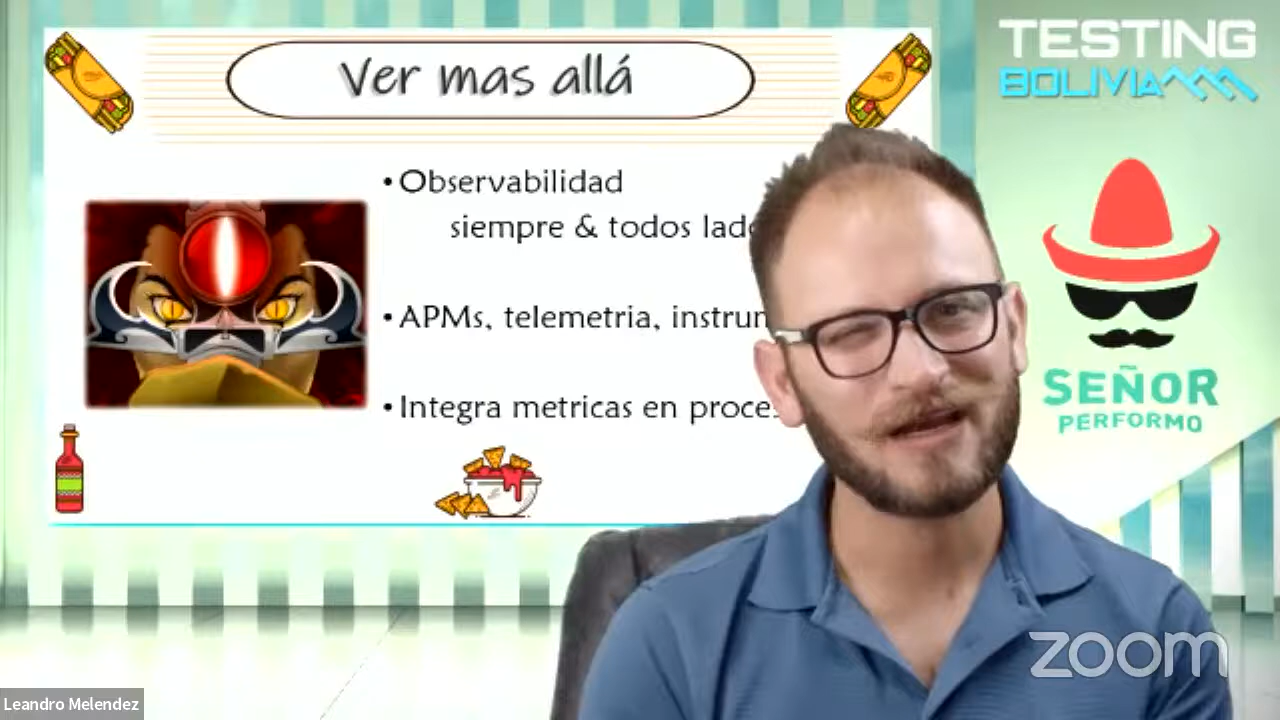 Ver mas allá
TESTING
BOLIVIA
• Observabilidad
siempre & todos
• APMs, telemetria,
• Integra metricas en
SEÑOR
PERFORMO
zoom
Leandro Melendez